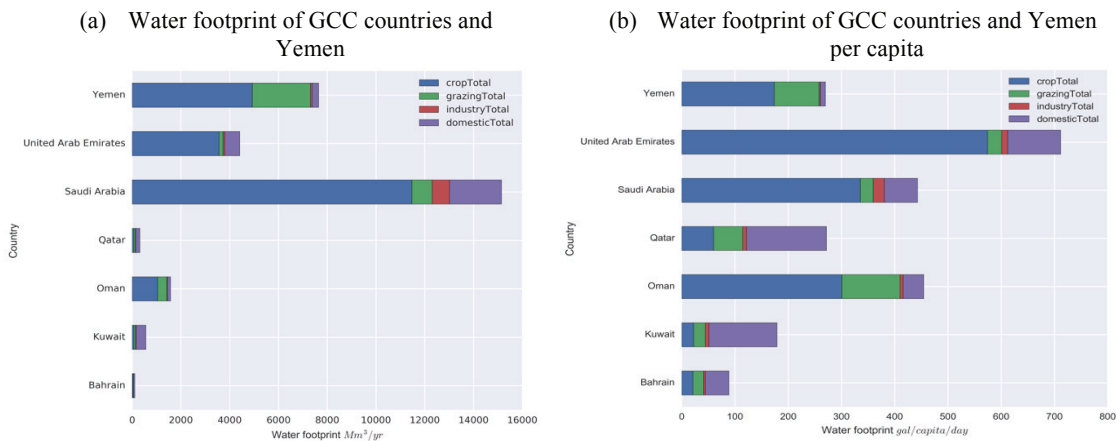 (a) Water footprint of GCC countries and
Yemen
Yemen
United Arab Emirates
Saudi Arabia
Qatar
Oman
Kuwait
Bahrain
Country
cropTotal
grazingTotal
industryTotal
domesticTotal
0 2000 4000 6000 8000 10000 12000 14000 16000
Water footprint Mm³/yr
(b) Water footprint of GCC countries and Yemen
per capita
Yemen
United Arab Emirates
Saudi Arabia
Qatar
Oman
Kuwait
Bahrain
Country
cropTotal
grazingTotal
industryTotal
domesticTotal
0 100 200 300 400 500 600 700 800
Water footprint gal/capita/day